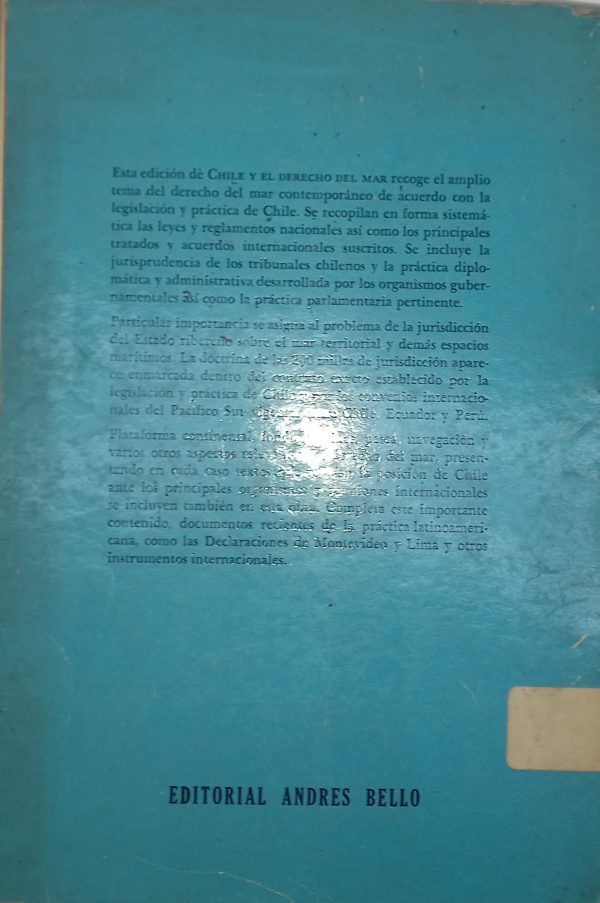 Esta edición de CHILE Y EL DERECHO DEL MAR recoge el amplio
tema del derecho del mar contemporáneo de acuerdo con la
legislación y práctica de Chile. Se recopilan en forma sistemá-
tica las leyes y reglamentos nacionales así como los principales
tratados y acuerdos internacionales suscritos. Se incluye la
jurisprudencia de los tribunales chilenos y la práctica diplo-
mática y administrativa desarrollada por los organismos guber-
namentales así como la práctica parlamentaria pertinente.
Particular importancia se asigna al problema de la jurisdicción
del Estado ribereño sobre el mar territorial y demás espacios
marítimos. La doctrina de las 200 millas de jurisdicción apare-
ce enmarcada dentro del contexto exacto establecido por la
legislación y práctica de Chile y por los convenios internacio-
nales del Pacífico Sur Chile, Ecuador y Perú.
Plataforma continental, pesca, navegación y
varios otros aspectos del mar, presen-
tando en cada caso textos la posición de Chile
ante los principales organismos y reuniones internacionales
se incluyen también en esta obra. Completa este importante
contenido, documentos recientes de la práctica latinoameri-
cana, como las Declaraciones de Montevideo y Lima y otros
instrumentos internacionales.
EDITORIAL ANDRES BELLO